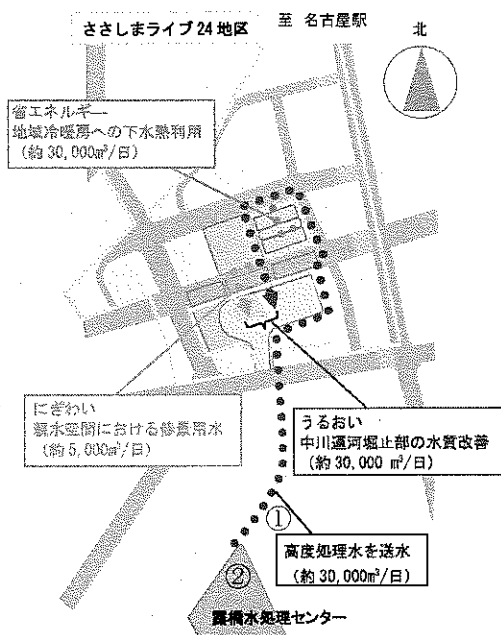 ささしまライブ24地区
至 名古屋駅
北
省エネルギー
地域冷暖房への下水熱利用
(約30,000㎥/日)
にぎわい
親水空間における修景用水
(約5,000㎥/日)
うるおい
中川運河堀止部の水質改善
(約30,000 ㎥/日)
①
高度処理水を送水
(約30,000㎥/日)
②
露橋水処理センター